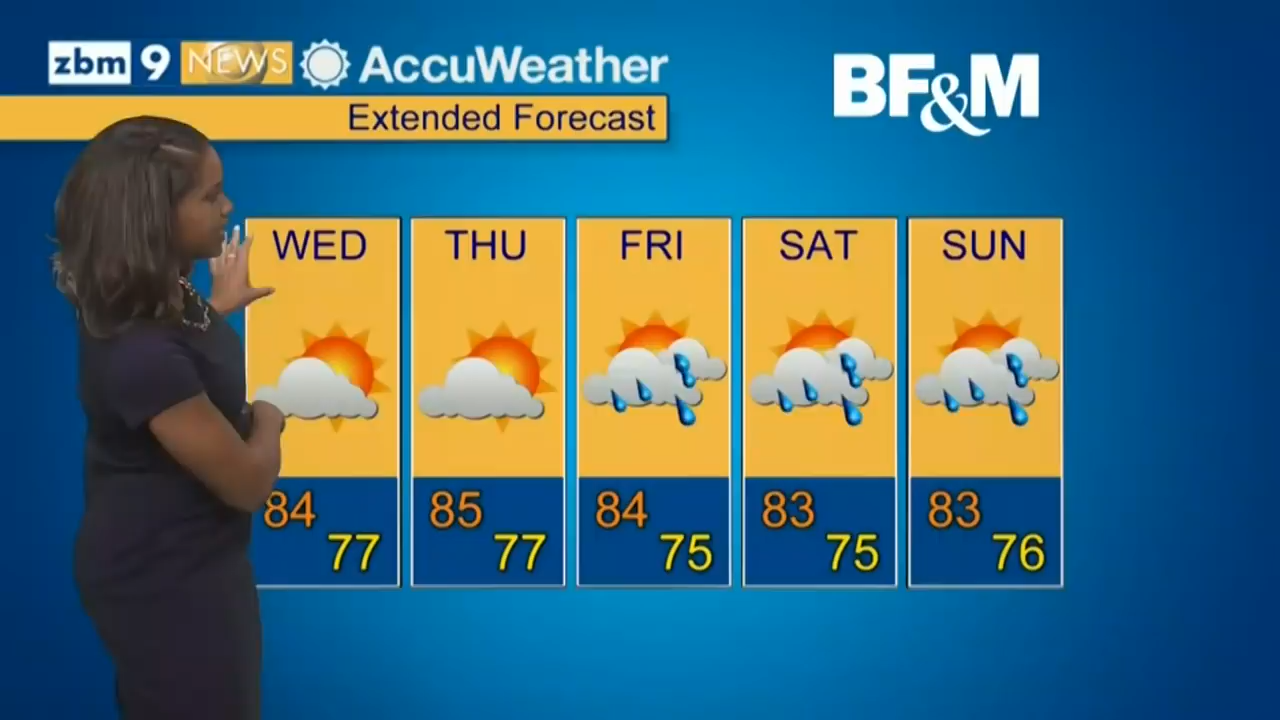 zbm 9 NEWS AccuWeather
Extended Forecast
BF&M
WED THU FRI SAT SUN
84 85 84 83 83
77 77 75 75 76